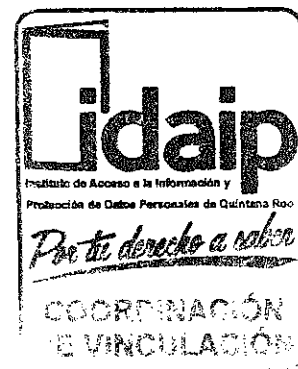 idaip
Instituto de Acceso a la Información y
Protección de Datos Personales de Quintana Roo
Por tu derecho a saber
COORDINACIÓN
DE VINCULACIÓN